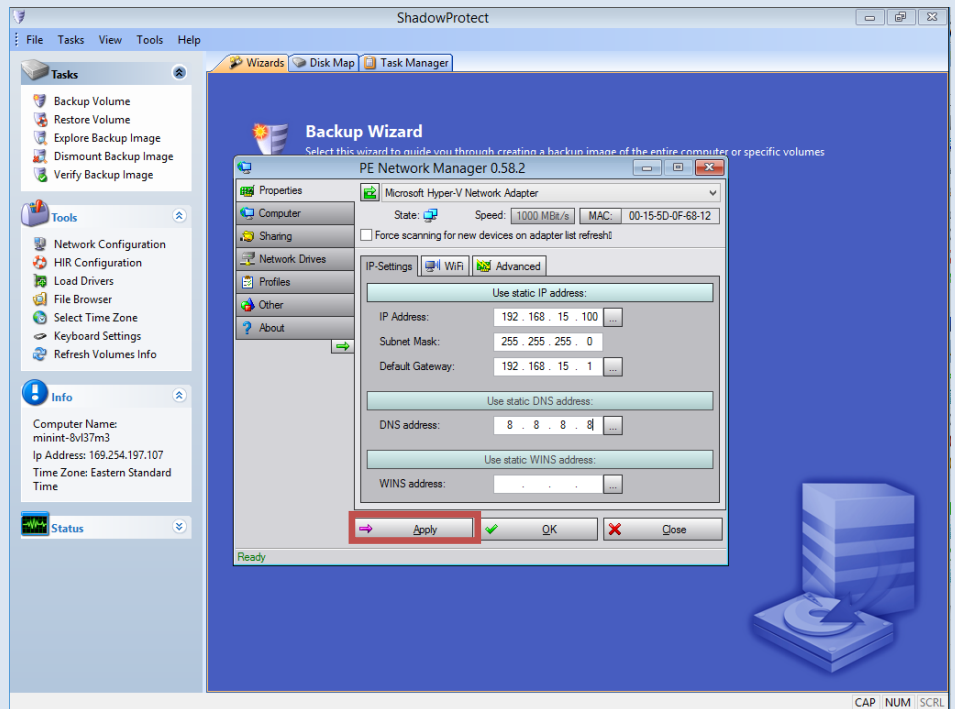 ShadowProtect
File Tasks View Tools Help
Wizards Disk Map Task Manager
Tasks
Backup Volume
Restore Volume
Explore Backup Image
Dismount Backup Image
Verify Backup Image
Tools
Network Configuration
HIR Configuration
Load Drivers
File Browser
Select Time Zone
Keyboard Settings
Refresh Volumes Info
Info
Computer Name:
minint-8vl37m3
Ip Address: 169.254.197.107
Time Zone: Eastern Standard
Time
Status
Backup Wizard
Select this wizard to guide you through creating a backup image of the entire computer or specific volumes
PE Network Manager 0.58.2
Properties
Computer
Sharing
Network Drives
Profiles
Other
About
Microsoft Hyper-V Network Adapter
State: Speed: 1000 MBit/s MAC: 00-15-5D-0F-68-12
Force scanning for new devices on adapter list refresh
IP-Settings WiFi Advanced
Use static IP address:
IP Address: 192 . 168 . 15 . 100 ...
Subnet Mask: 255 . 255 . 255 . 0
Default Gateway: 192 . 168 . 15 . 1 ...
Use static DNS address:
DNS address: 8 . 8 . 8 . 8 ...
Use static WINS address:
WINS address: . . . ...
Apply OK Close
Ready
CAP NUM SCRL